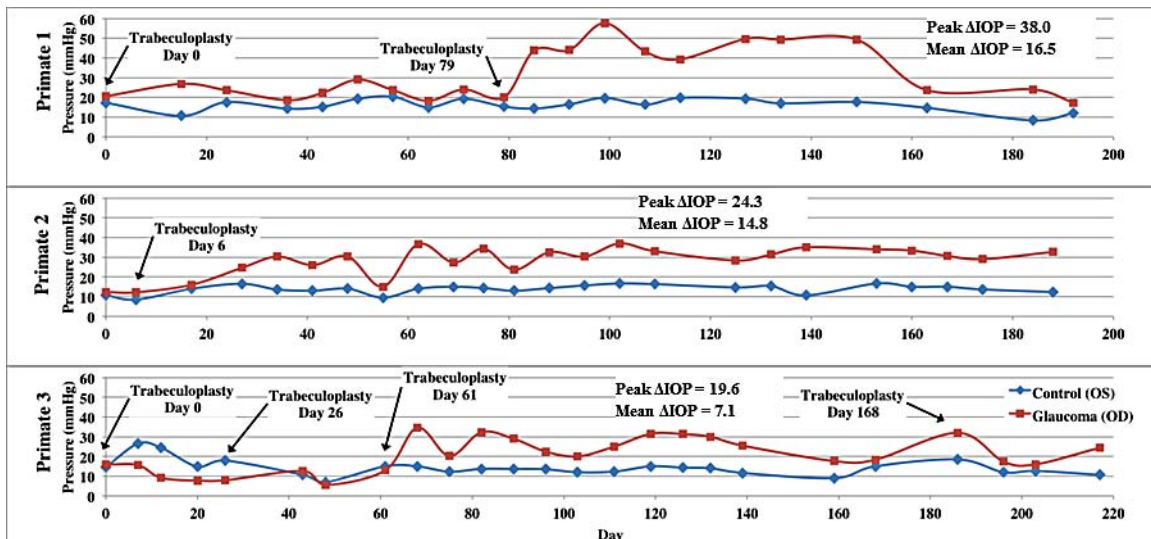 Primate 1
Pressure (mmHg)
60
50
40
30
20
10
0
Trabeculoplasty
Day 0
Trabeculoplasty
Day 79
Peak ΔIOP = 38.0
Mean ΔIOP = 16.5
0 20 40 60 80 100 120 140 160 180 200
Primate 2
Pressure (mmHg)
60
50
40
30
20
10
0
Trabeculoplasty
Day 6
Peak ΔIOP = 24.3
Mean ΔIOP = 14.8
0 20 40 60 80 100 120 140 160 180 200
Primate 3
Pressure (mmHg)
60
50
40
30
20
10
0
Trabeculoplasty
Day 0
Trabeculoplasty
Day 26
Trabeculoplasty
Day 61
Peak ΔIOP = 19.6
Mean ΔIOP = 7.1
Trabeculoplasty
Day 168
Control (OS)
Glaucoma (OD)
0 20 40 60 80 100 120 140 160 180 200 220
Day